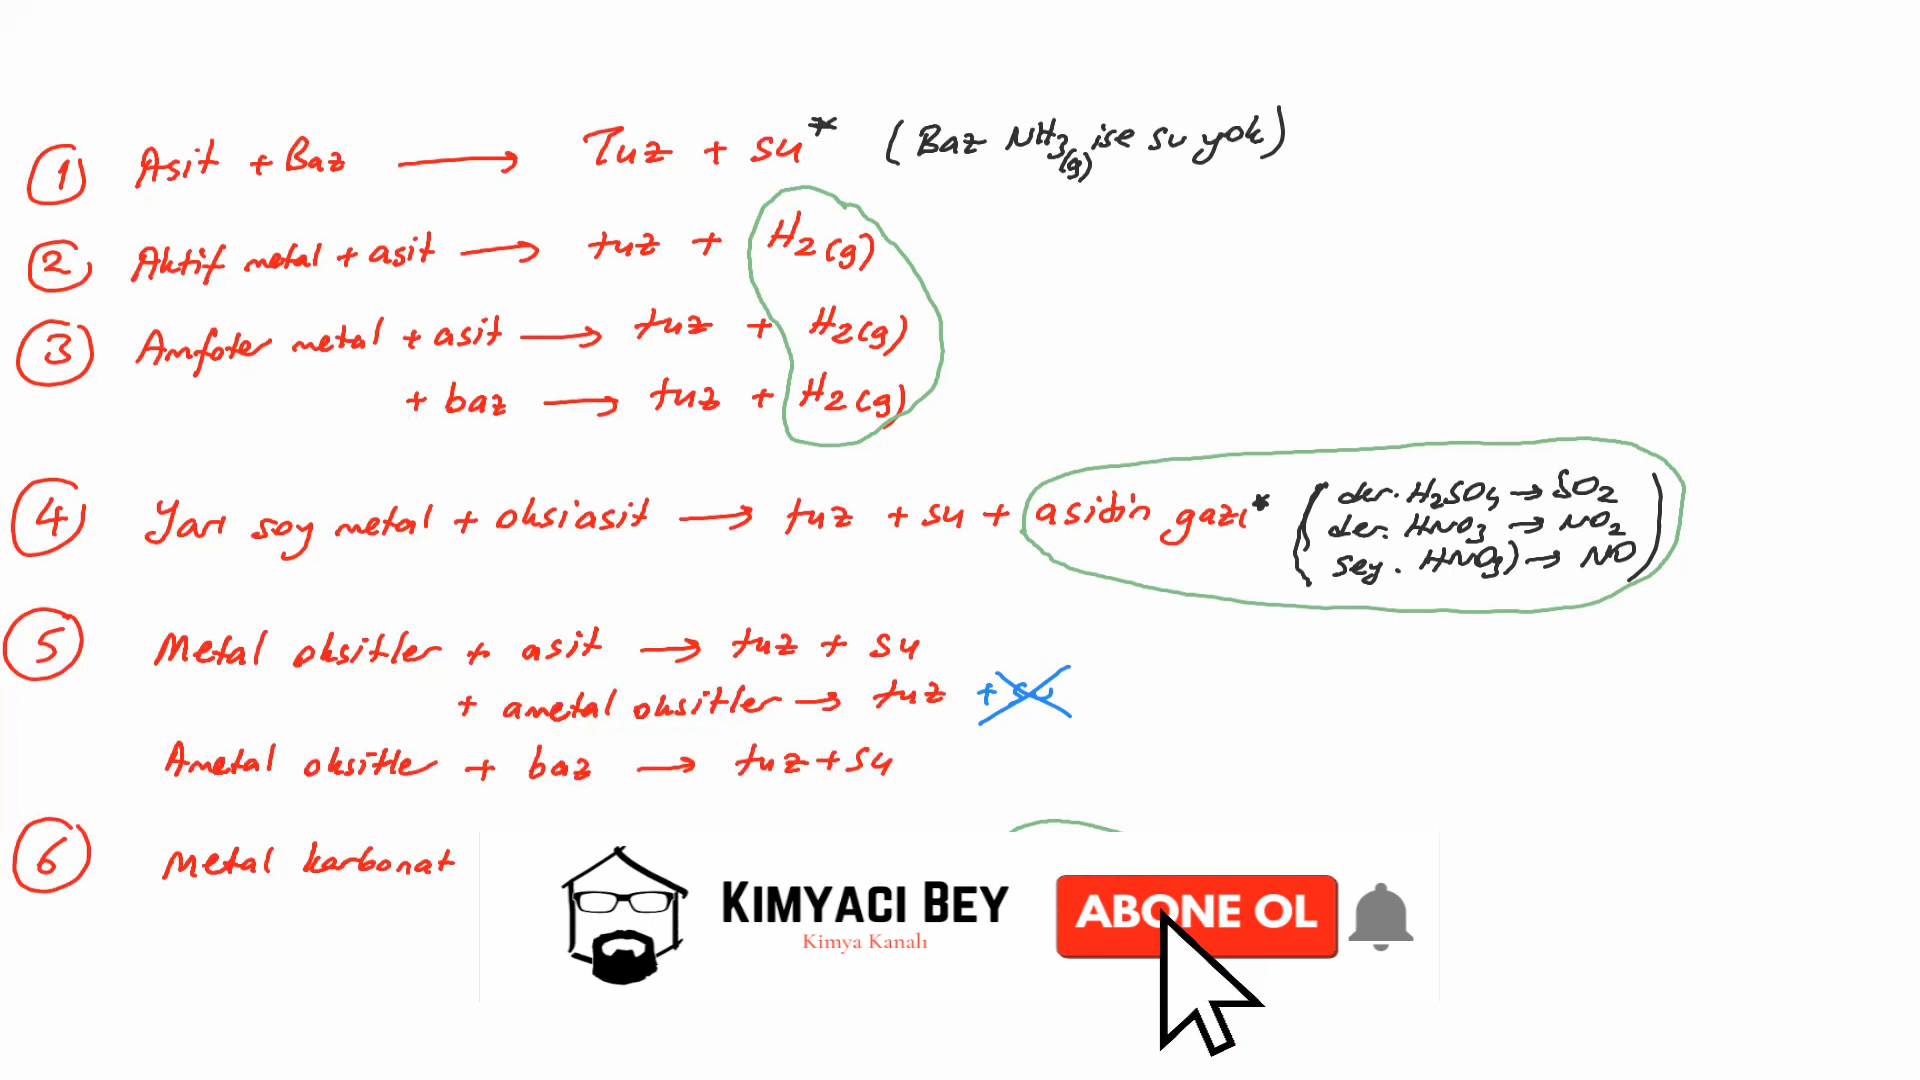 1 Asit + Baz → Tuz + su* (Baz NH3(g) ise su yok)
2 Aktif metal + asit → tuz + H2(g)
3 Amfoter metal + asit → tuz + H2(g)
+ baz → tuz + H2(g)
4 Yarı soy metal + oksiasit → tuz + su + asidin gazı* (der. H2SO4 → SO2
der. HNO3 → NO2
sey. HNO3) → NO)
5 Metal oksitler + asit → tuz + su
+ ametal oksitler → tuz + su
Ametal oksitler + baz → tuz + su
6 Metal karbonat
KIMYACI BEY
Kimya Kanalı
ABONE OL